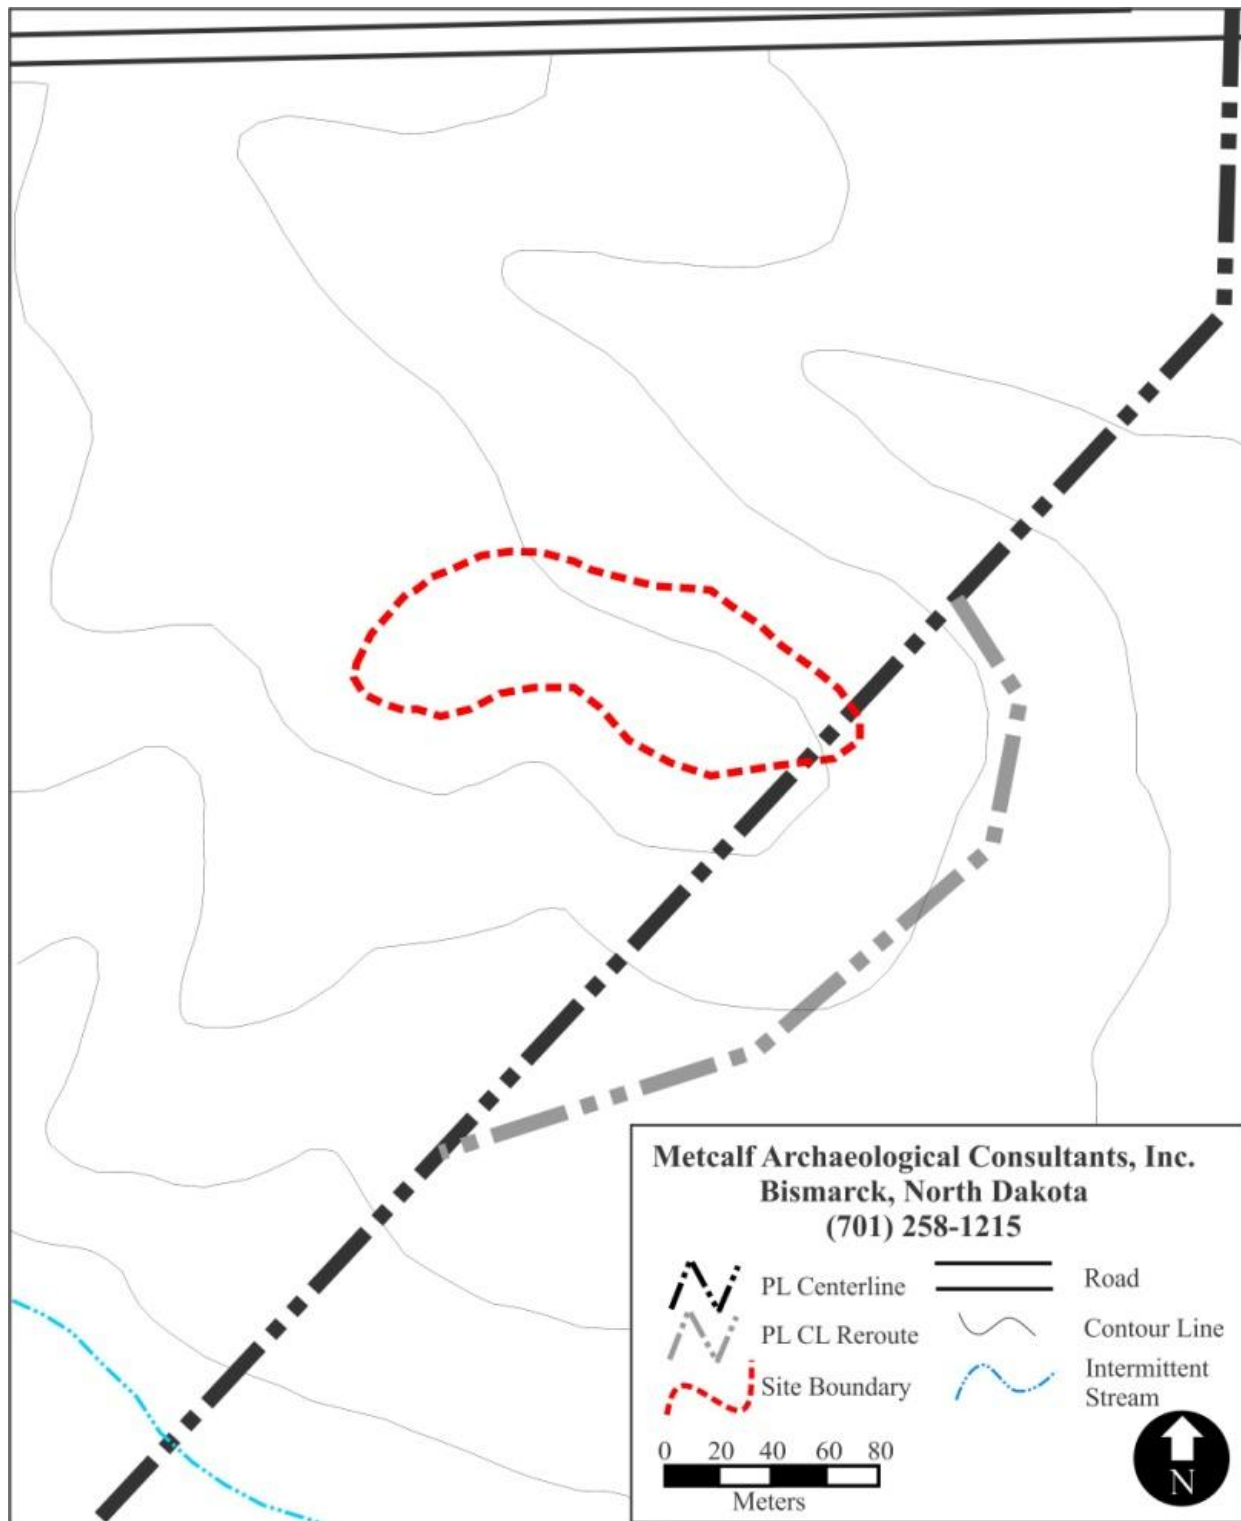 Metcalf Archaeological Consultants, Inc.
Bismarck, North Dakota
(701) 258-1215
PL Centerline
PL CL Reroute
Site Boundary
Road
Contour Line
Intermittent
Stream
0 20 40 60 80
Meters
N